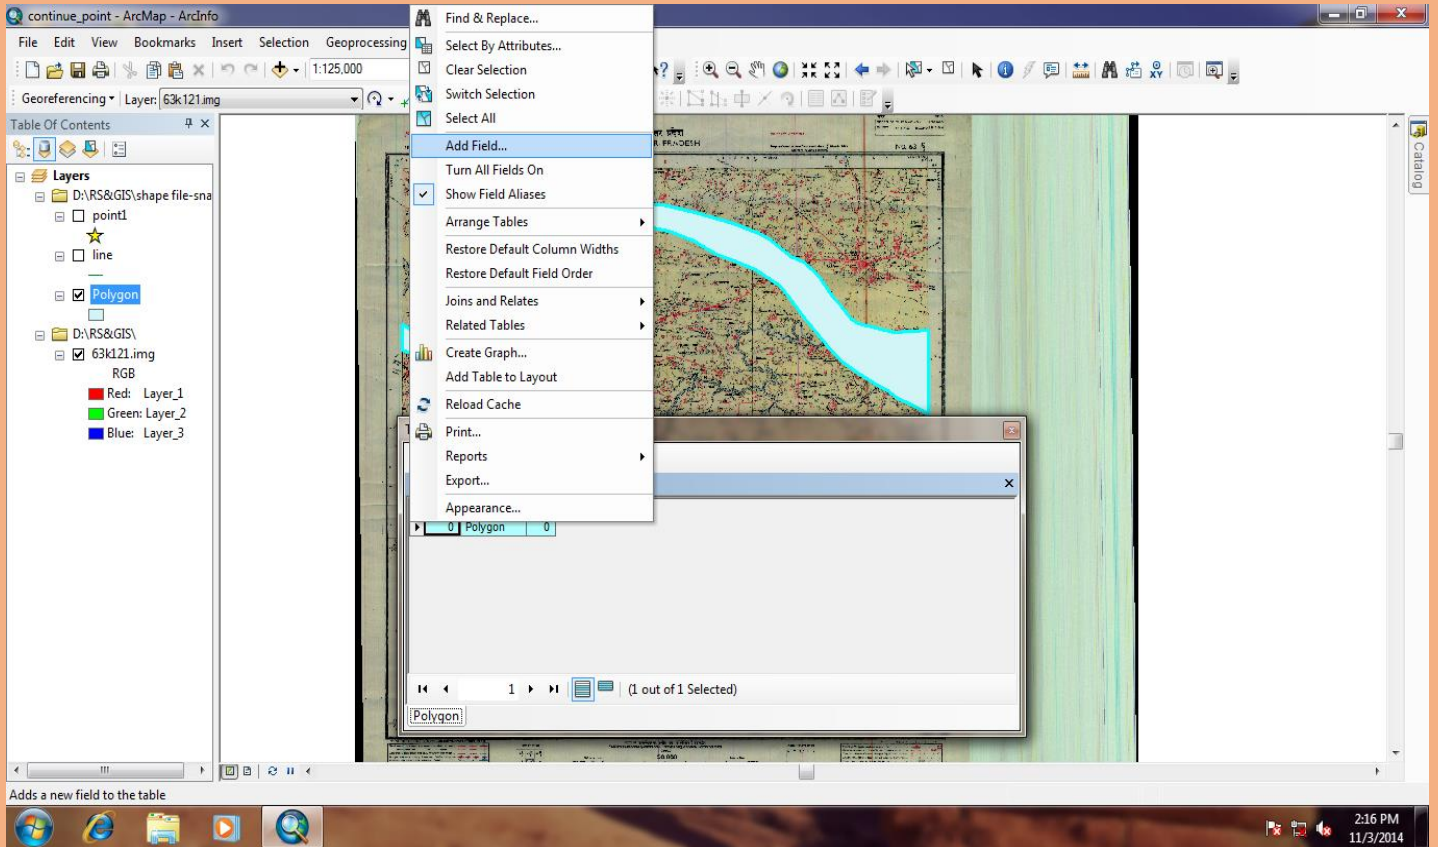 continue_point - ArcMap - ArcInfo
File Edit View Bookmarks Insert Selection Geoprocessing
1:125,000
Georeferencing Layer: 63k121.img
Table Of Contents
Layers
D:\RS&GIS\shape file-sna
point1
line
Polygon
D:\RS&GIS\
63k121.img
RGB
Red: Layer_1
Green: Layer_2
Blue: Layer_3
Find & Replace...
Select By Attributes...
Clear Selection
Switch Selection
Select All
Add Field...
Turn All Fields On
Show Field Aliases
Arrange Tables
Restore Default Column Widths
Restore Default Field Order
Joins and Relates
Related Tables
Create Graph...
Add Table to Layout
Reload Cache
Print...
Reports
Export...
Appearance...
0 Polygon 0
1 (1 out of 1 Selected)
Polygon
Catalog
Adds a new field to the table
2:16 PM
11/3/2014